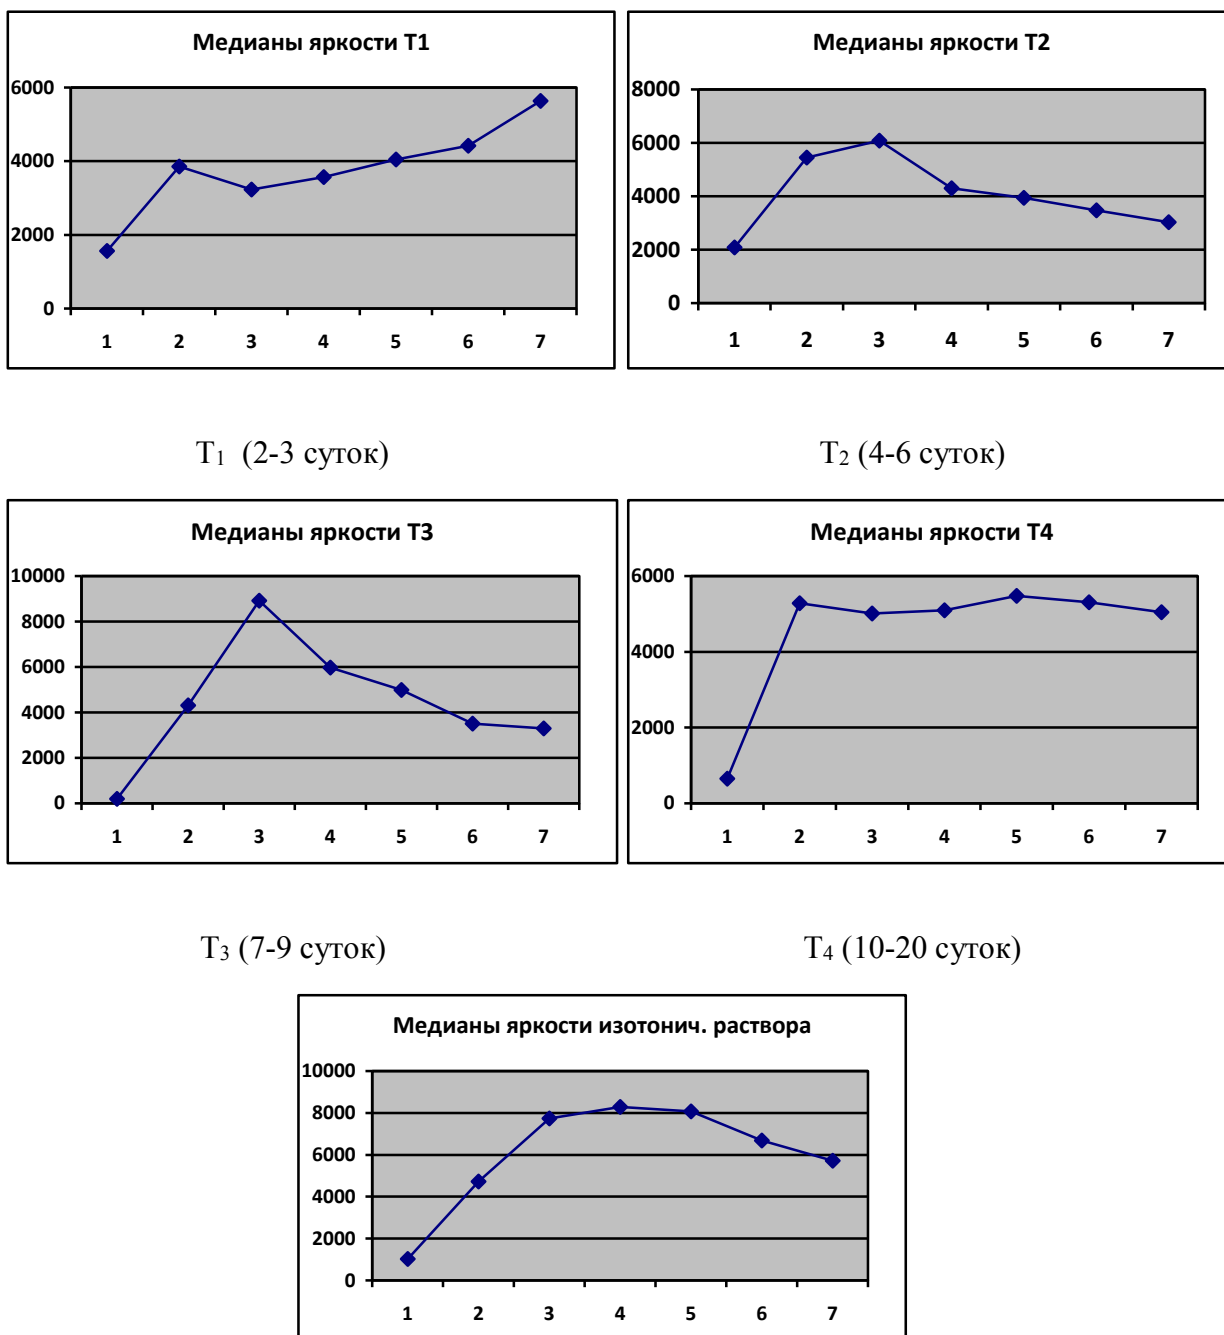 Медианы яркости Т1
6000
4000
2000
0
1 2 3 4 5 6 7
Медианы яркости Т2
8000
6000
4000
2000
0
1 2 3 4 5 6 7
Т₁ (2-3 суток)
Т₂ (4-6 суток)
Медианы яркости Т3
10000
8000
6000
4000
2000
0
1 2 3 4 5 6 7
Медианы яркости Т4
6000
4000
2000
0
1 2 3 4 5 6 7
Т₃ (7-9 суток)
Т₄ (10-20 суток)
Медианы яркости изотонич. раствора
10000
8000
6000
4000
2000
0
1 2 3 4 5 6 7